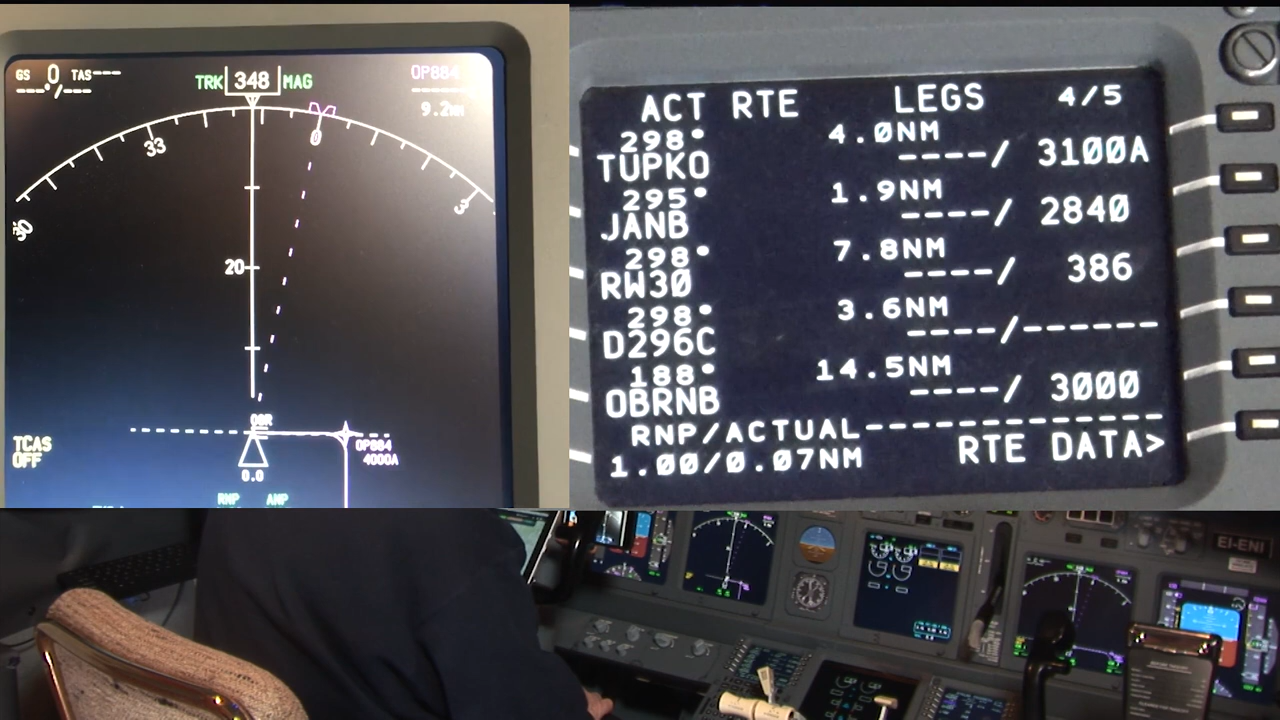 GS 0 TAS---
---°/---
TRK 348 MAG
OP884
9.2NM
33
0
30
3
20
OBR
OP884
4000A
TCAS
OFF
0.0
RNP ANP
ACT RTE LEGS 4/5
298° 4.0NM
TUPKO ----/ 3100A
295° 1.9NM
JANB ----/ 2840
298° 7.8NM
RW30 ----/ 386
298° 3.6NM
D296C ----/------
188° 14.5NM
OBRNB ----/ 3000
RNP/ACTUAL----------------
1.00/0.07NM RTE DATA>
EI-ENI